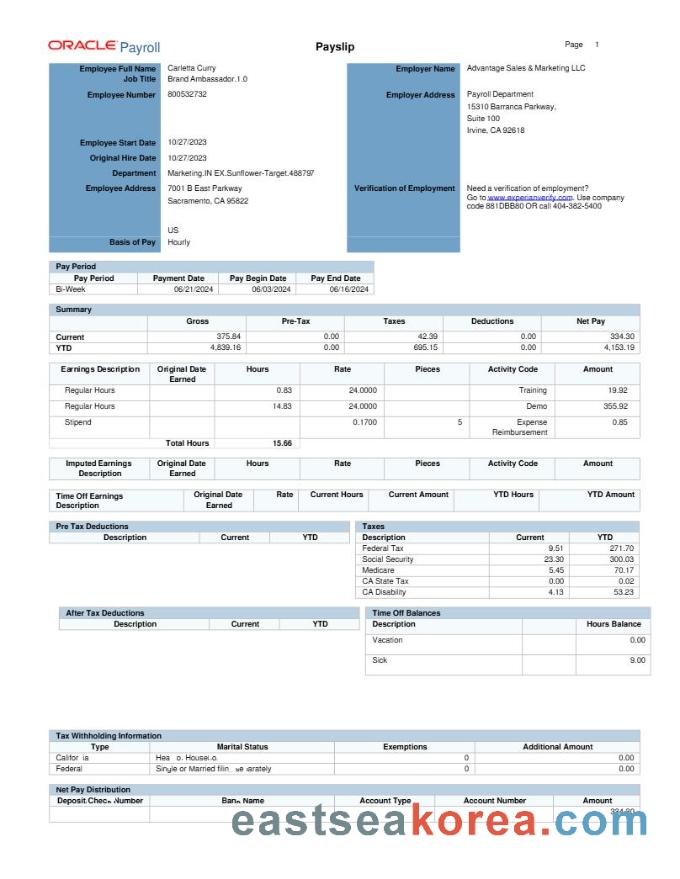 ORACLE Payroll
Payslip
Page 1
Employee Full Name Carletta Curry
Job Title Brand Ambassador.1.0
Employee Number 800532732
Employee Start Date 10/27/2023
Original Hire Date 10/27/2023
Department Marketing.IN EX.Sunflower-Target.488797
Employee Address 7001 B East Parkway
Sacramento, CA 95822
US
Basis of Pay Hourly
Employer Name Advantage Sales & Marketing LLC
Employer Address Payroll Department
15310 Barranca Parkway,
Suite 100
Irvine, CA 92618
Verification of Employment Need a verification of employment?
Go to www.experianverify.com. Use company
code 881DBB80 OR call 404-382-5400
Pay Period
Pay Period Payment Date Pay Begin Date Pay End Date
Bi-Week 06/21/2024 06/03/2024 06/16/2024
Summary
Gross Pre-Tax Taxes Deductions Net Pay
Current 375.84 0.00 42.39 0.00 334.30
YTD 4,839.16 0.00 695.15 0.00 4,153.19
Earnings Description Original Date Hours Rate Pieces Activity Code Amount
Earned
Regular Hours 0.83 24.0000 Training 19.92
Regular Hours 14.83 24.0000 Demo 355.92
Stipend 0.1700 5 Expense 0.85
Reimbursement
Total Hours 15.66
Imputed Earnings Original Date Hours Rate Pieces Activity Code Amount
Description Earned
Time Off Earnings Original Date Rate Current Hours Current Amount YTD Hours YTD Amount
Description Earned
Pre Tax Deductions
Description Current YTD
Taxes
Description Current YTD
Federal Tax 9.51 271.70
Social Security 23.30 300.03
Medicare 5.45 70.17
CA State Tax 0.00 0.02
CA Disability 4.13 53.23
After Tax Deductions
Description Current YTD
Time Off Balances
Description Hours Balance
Vacation 0.00
Sick 9.00
Tax Withholding Information
Type Marital Status Exemptions Additional Amount
0 0.00
Federal Single or Married 0 0.00
Net Pay Distribution
Deposit/Check Number Bank Name Account Type Account Number Amount
eastseakorea.com